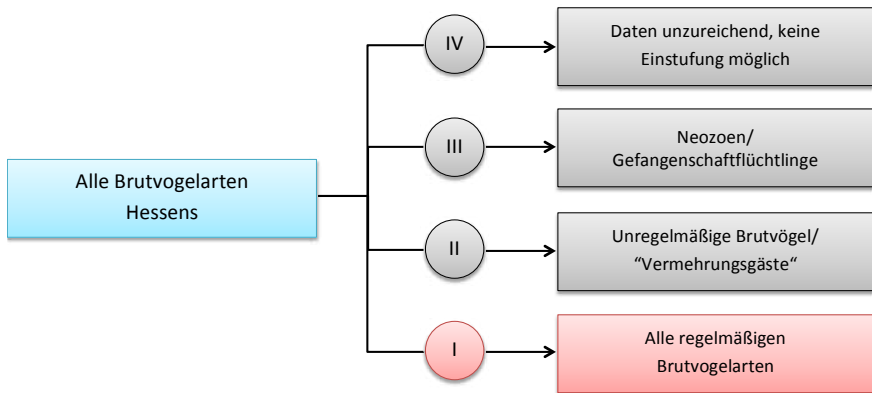 Alle Brutvogelarten
Hessens
IV
Daten unzureichend, keine
Einstufung möglich
III
Neozoen/
Gefangenschaftflüchtlinge
II
Unregelmäßige Brutvögel/
“Vermehrungsgäste“
I
Alle regelmäßigen
Brutvogelarten